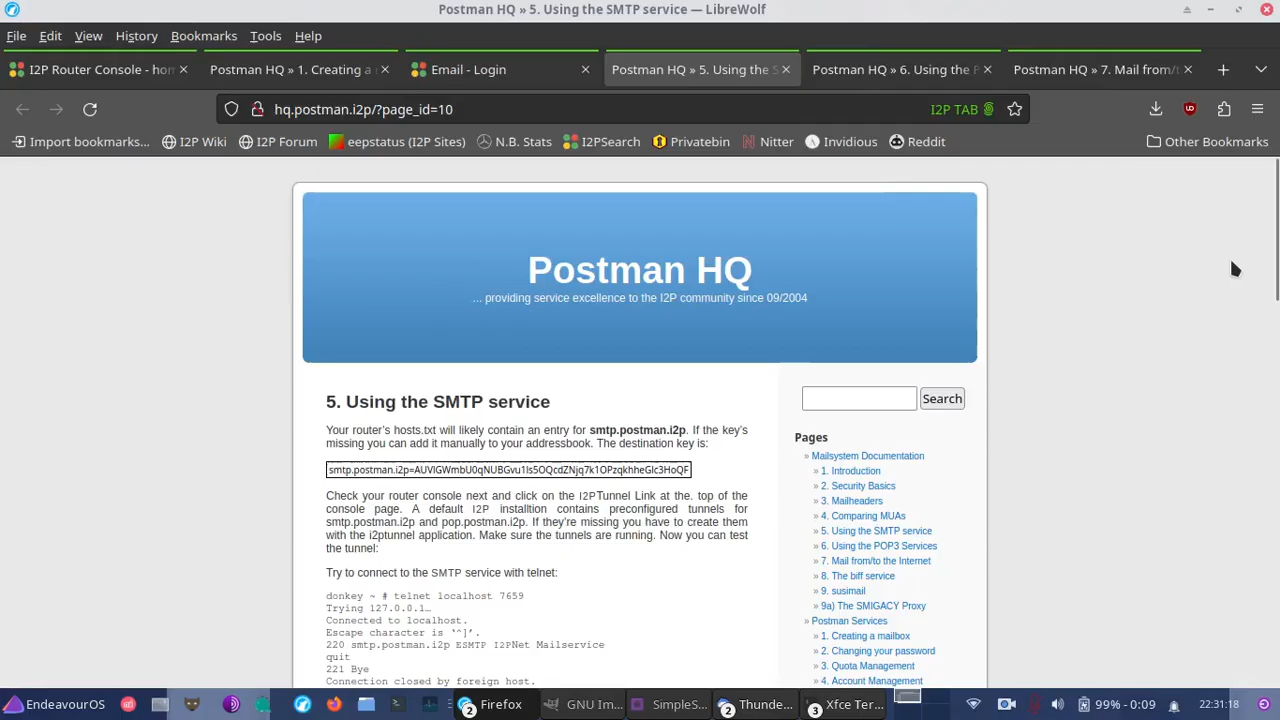 Postman HQ » 5. Using the SMTP service — LibreWolf
File Edit View History Bookmarks Tools Help
I2P Router Console - hom
Postman HQ » 1. Creating a
Email - Login
Postman HQ » 5. Using the S
Postman HQ » 6. Using the P
Postman HQ » 7. Mail from/t
hq.postman.i2p/?page_id=10
I2P TAB
Import bookmarks... I2P Wiki I2P Forum eepstatus (I2P Sites) N.B. Stats I2PSearch Privatebin Nitter Invidious Reddit Other Bookmarks
Postman HQ
... providing service excellence to the I2P community since 09/2004
5. Using the SMTP service
Your router’s hosts.txt will likely contain an entry for smtp.postman.i2p. If the key’s
missing you can add it manually to your addressbook. The destination key is:
smtp.postman.i2p=AUVlGWmbU0qNUBGvu1ls5OQcdZNjq7k1OPzqkhheGlc3HoQF
Check your router console next and click on the I2PTunnel Link at the. top of the
console page. A default I2P installtion contains preconfigured tunnels for
smtp.postman.i2p and pop.postman.i2p. If they’re missing you have to create them
with the i2ptunnel application. Make sure the tunnels are running. Now you can test
the tunnel:
Try to connect to the SMTP service with telnet:
donkey ~ # telnet localhost 7659
Trying 127.0.0.1…
Connected to localhost.
Escape character is ‘^]’.
220 smtp.postman.i2p ESMTP I2PNet Mailservice
quit
221 Bye
Connection closed by foreign host.
Search
Pages
» Mailsystem Documentation
» 1. Introduction
» 2. Security Basics
» 3. Mailheaders
» 4. Comparing MUAs
» 5. Using the SMTP service
» 6. Using the POP3 Services
» 7. Mail from/to the Internet
» 8. The biff service
» 9. susimail
» 9a) The SMIGACY Proxy
» Postman Services
» 1. Creating a mailbox
» 2. Changing your password
» 3. Quota Management
» 4. Account Management
EndeavourOS
2 Firefox
GNU Im...
SimpleS...
2 Thunde...
3 Xfce Ter...
99% - 0:09
22:31:18